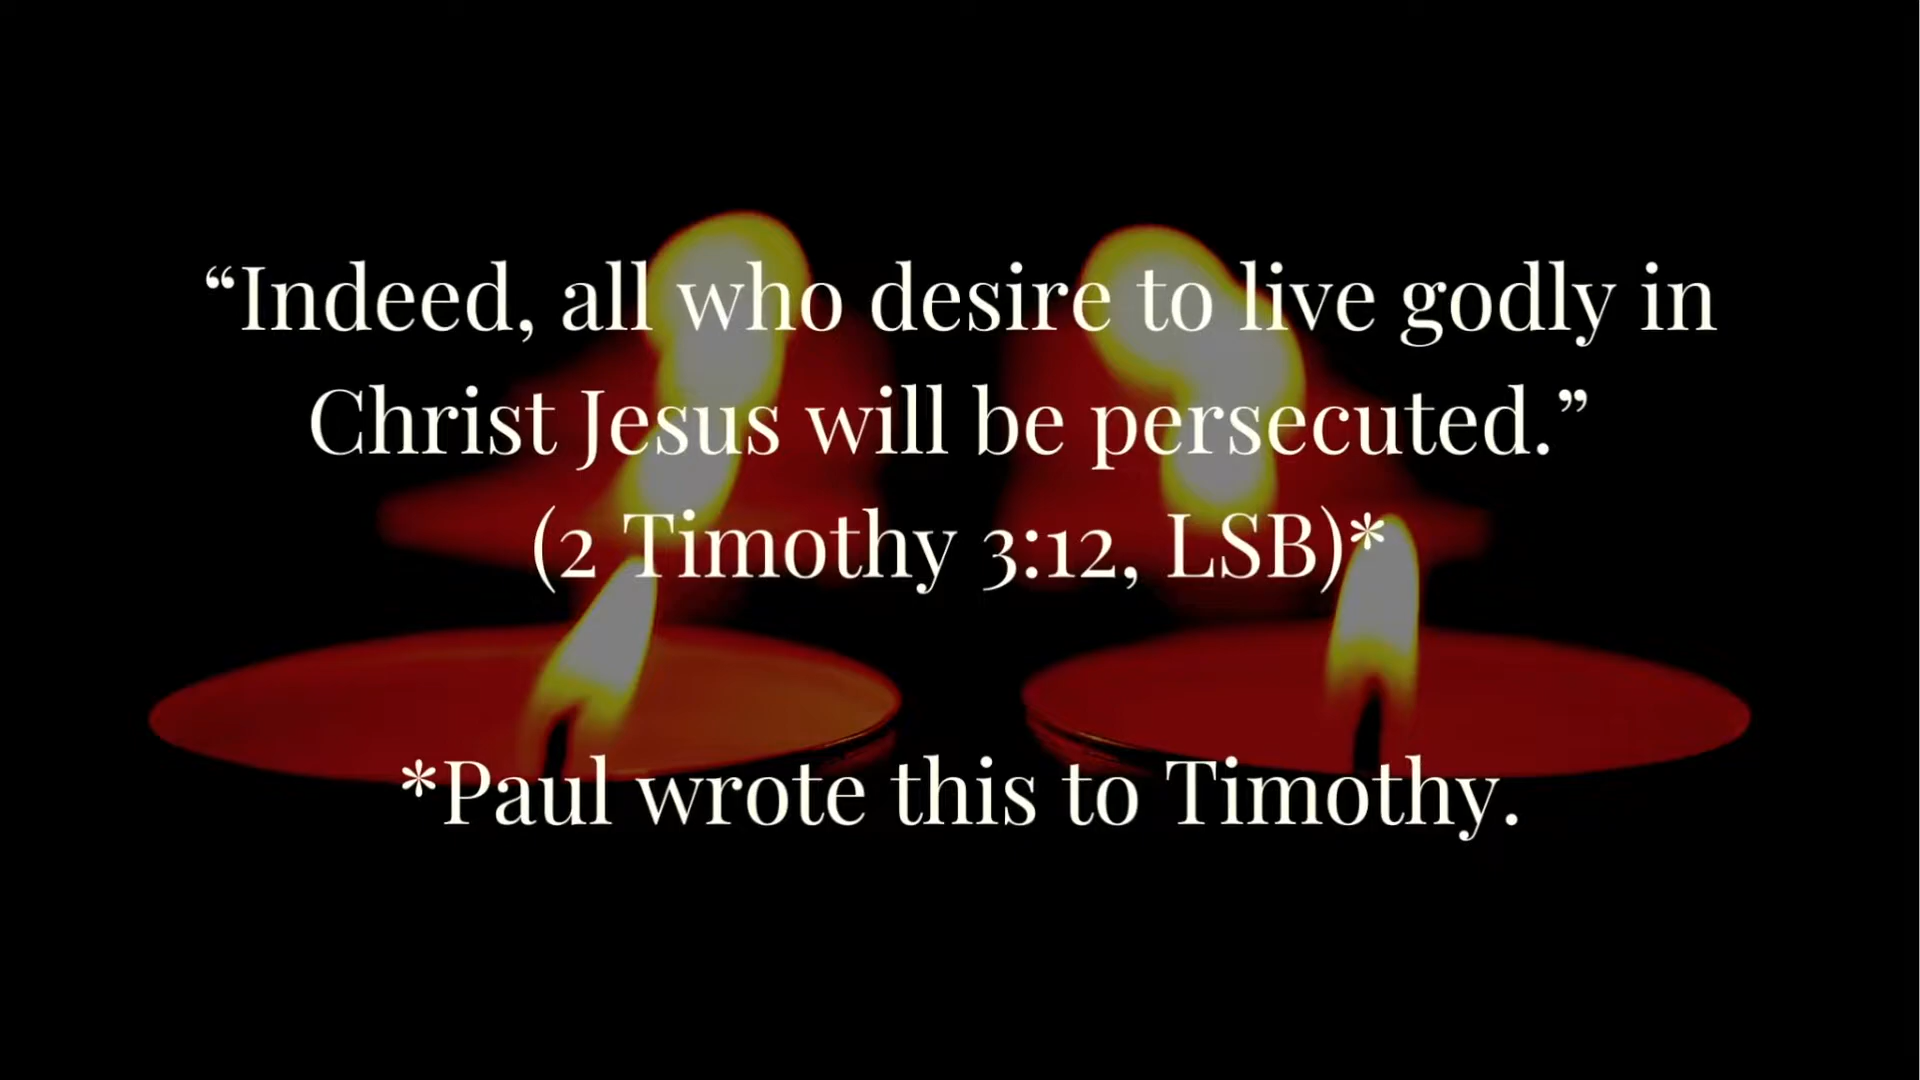 “Indeed, all who desire to live godly in
Christ Jesus will be persecuted.”
(2 Timothy 3:12, LSB)*
*Paul wrote this to Timothy.